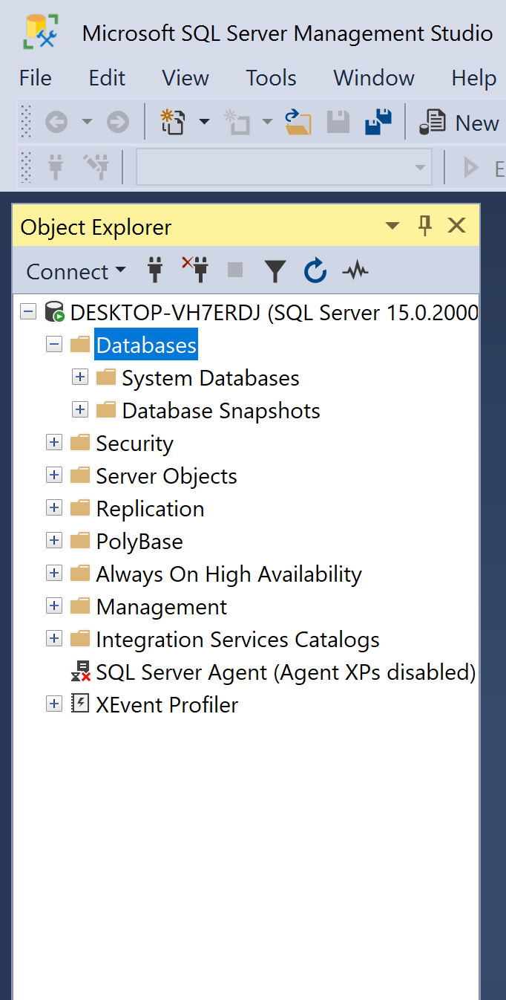 Microsoft SQL Server Management Studio
File Edit View Tools Window Help
New
Object Explorer
Connect
DESKTOP-VH7ERDJ (SQL Server 15.0.2000
Databases
System Databases
Database Snapshots
Security
Server Objects
Replication
PolyBase
Always On High Availability
Management
Integration Services Catalogs
SQL Server Agent (Agent XPs disabled)
XEvent Profiler